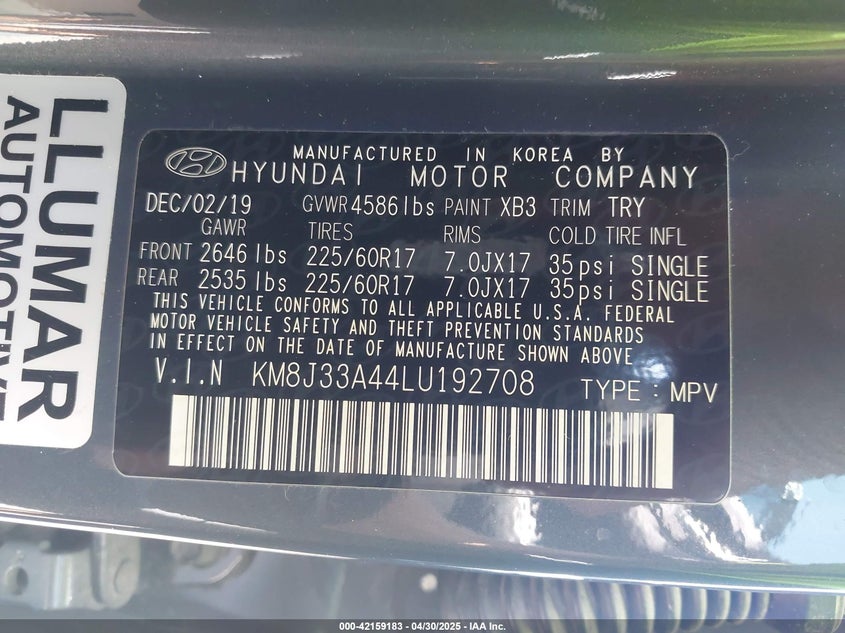 LLUMAR
AUTOMOTIVE
MANUFACTURED IN KOREA BY
HYUNDAI MOTOR COMPANY
DEC/02/19 GVWR 4586 lbs PAINT XB3 TRIM TRY
GAWR TIRES RIMS COLD TIRE INFL
FRONT 2646 lbs 225/60R17 7.0JX17 35psi SINGLE
REAR 2535 lbs 225/60R17 7.0JX17 35psi SINGLE
THIS VEHICLE CONFORMS TO ALL APPLICABLE U.S.A. FEDERAL
MOTOR VEHICLE SAFETY AND THEFT PREVENTION STANDARDS
IN EFFECT ON THE DATE OF MANUFACTURE SHOWN ABOVE
V.I.N KM8J33A44LU192708 TYPE : MPV
000-42159183 - 04/30/2025 - IAA Inc.